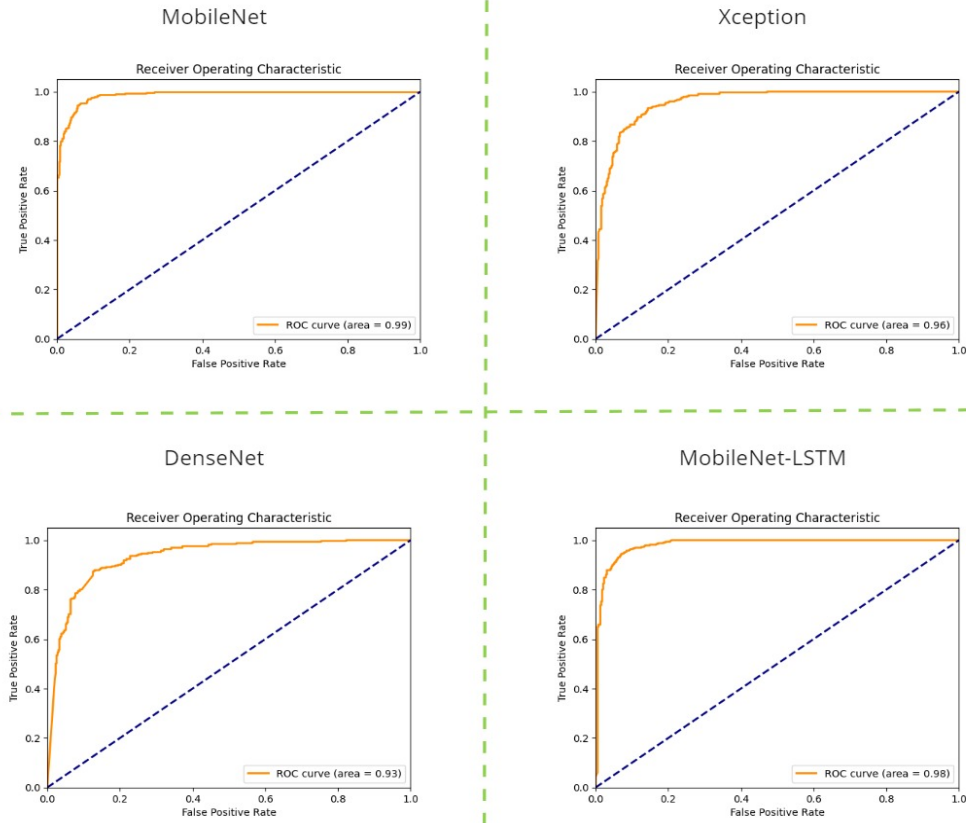 MobileNet
Receiver Operating Characteristic
1.0
0.8
0.6
0.4
0.2
0.0
True Positive Rate
0.0 0.2 0.4 0.6 0.8 1.0
False Positive Rate
ROC curve (area = 0.99)
Xception
Receiver Operating Characteristic
1.0
0.8
0.6
0.4
0.2
0.0
True Positive Rate
0.0 0.2 0.4 0.6 0.8 1.0
False Positive Rate
ROC curve (area = 0.96)
DenseNet
Receiver Operating Characteristic
1.0
0.8
0.6
0.4
0.2
0.0
True Positive Rate
0.0 0.2 0.4 0.6 0.8 1.0
False Positive Rate
ROC curve (area = 0.93)
MobileNet-LSTM
Receiver Operating Characteristic
1.0
0.8
0.6
0.4
0.2
0.0
True Positive Rate
0.0 0.2 0.4 0.6 0.8 1.0
False Positive Rate
ROC curve (area = 0.98)